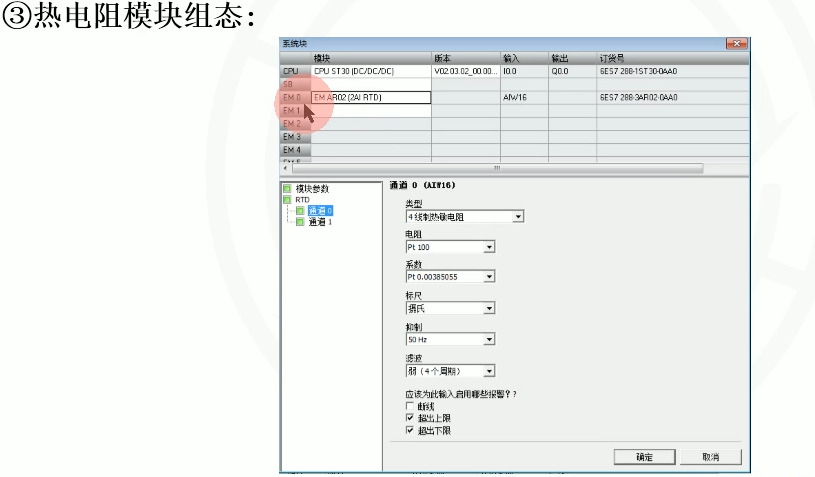 ③热电阻模块组态：
系统块
模块 版本 输入 输出 订货号
CPU CPU ST30 (DC/DC/DC) V02.03.02_00.00... I0.0 Q0.0 6ES7 288-1ST30-0AA0
SB
EM 0 EM AR02 (2AI RTD) AIW16 6ES7 288-3AR02-0AA0
EM 1
EM 2
EM 3
EM 4
EM 5
模块参数
RTD
通道 0
通道 1
通道 0 (AIW16)
类型
4 线制热敏电阻
电阻
Pt 100
系数
Pt 0.00385055
标尺
摄氏
抑制
50 Hz
滤波
弱（4 个周期）
应该为此输入启用哪些报警？?
曲线
超出上限
超出下限
确定 取消